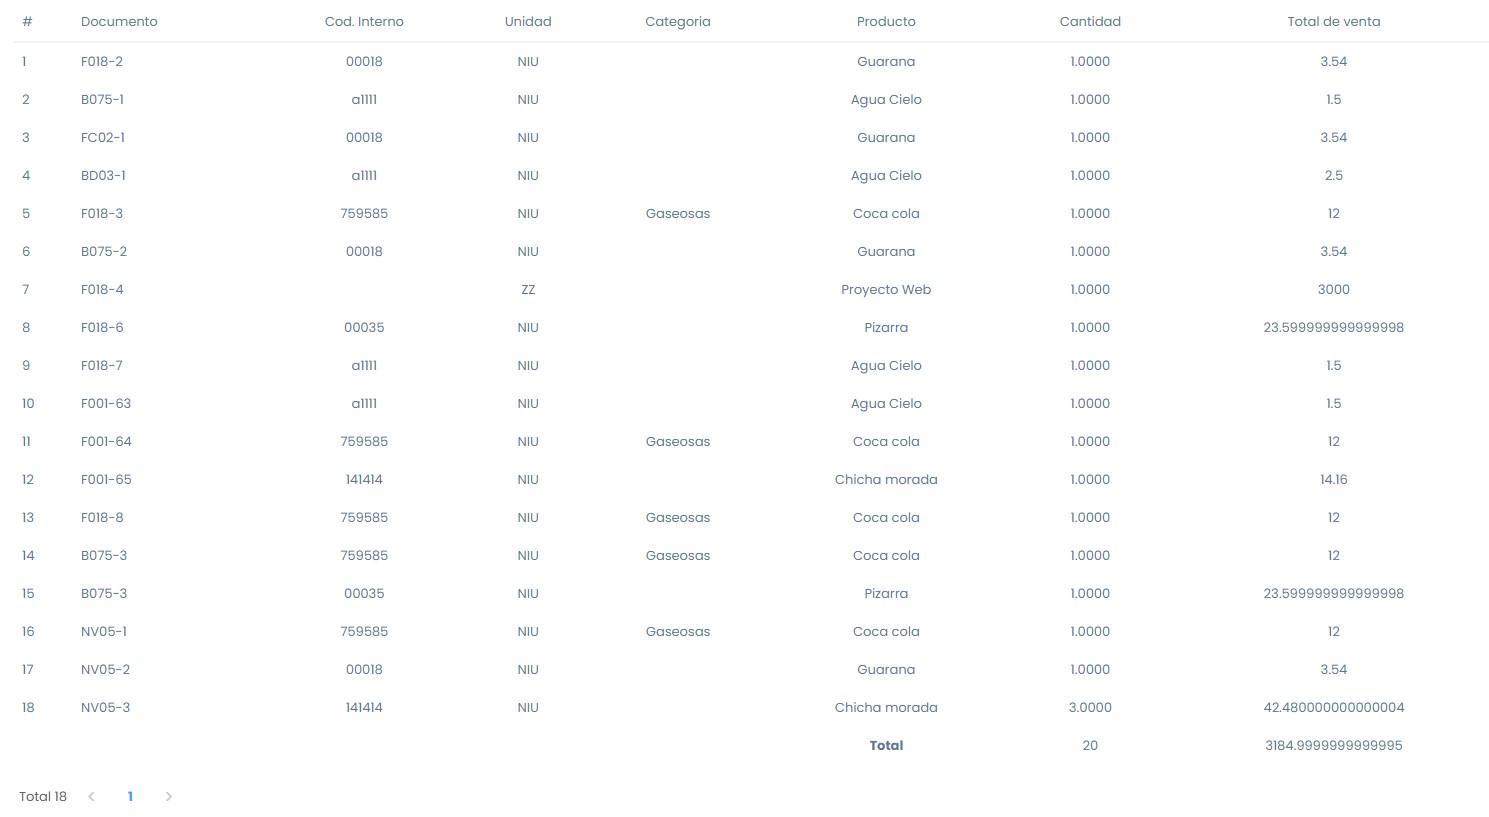 # Documento Cod. Interno Unidad Categoria Producto Cantidad Total de venta
1 F018-2 00018 NIU Guarana 1.0000 3.54
2 B075-1 a1111 NIU Agua Cielo 1.0000 1.5
3 FC02-1 00018 NIU Guarana 1.0000 3.54
4 BD03-1 a1111 NIU Agua Cielo 1.0000 2.5
5 F018-3 759585 NIU Gaseosas Coca cola 1.0000 12
6 B075-2 00018 NIU Guarana 1.0000 3.54
7 F018-4 ZZ Proyecto Web 1.0000 3000
8 F018-6 00035 NIU Pizarra 1.0000 23.599999999999998
9 F018-7 a1111 NIU Agua Cielo 1.0000 1.5
10 F001-63 a1111 NIU Agua Cielo 1.0000 1.5
11 F001-64 759585 NIU Gaseosas Coca cola 1.0000 12
12 F001-65 141414 NIU Chicha morada 1.0000 14.16
13 F018-8 759585 NIU Gaseosas Coca cola 1.0000 12
14 B075-3 759585 NIU Gaseosas Coca cola 1.0000 12
15 B075-3 00035 NIU Pizarra 1.0000 23.599999999999998
16 NV05-1 759585 NIU Gaseosas Coca cola 1.0000 12
17 NV05-2 00018 NIU Guarana 1.0000 3.54
18 NV05-3 141414 NIU Chicha morada 3.0000 42.480000000000004
Total 20 3184.9999999999995
Total 18 1